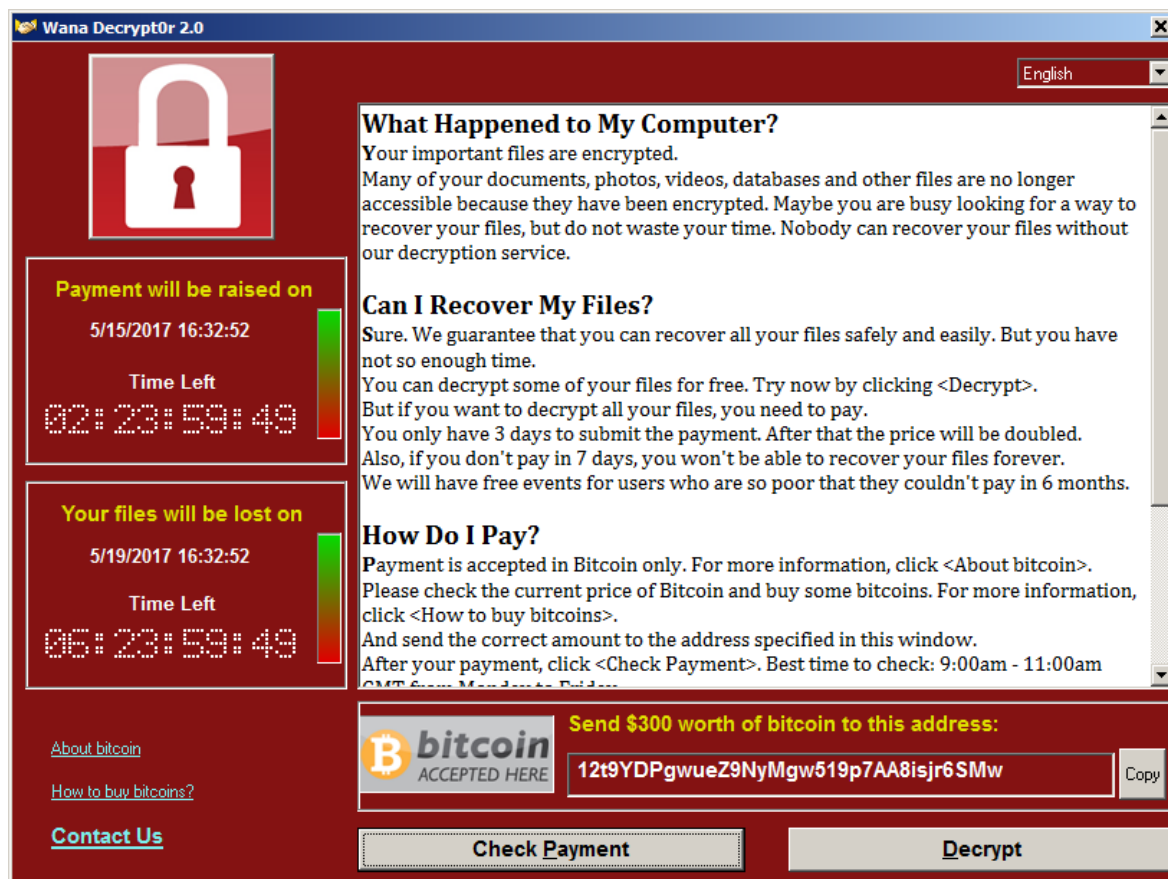 Wana Decrypt0r 2.0
English
What Happened to My Computer?
Your important files are encrypted.
Many of your documents, photos, videos, databases and other files are no longer
accessible because they have been encrypted. Maybe you are busy looking for a way to
recover your files, but do not waste your time. Nobody can recover your files without
our decryption service.
Can I Recover My Files?
Sure. We guarantee that you can recover all your files safely and easily. But you have
not so enough time.
You can decrypt some of your files for free. Try now by clicking <Decrypt>.
But if you want to decrypt all your files, you need to pay.
You only have 3 days to submit the payment. After that the price will be doubled.
Also, if you don't pay in 7 days, you won't be able to recover your files forever.
We will have free events for users who are so poor that they couldn't pay in 6 months.
How Do I Pay?
Payment is accepted in Bitcoin only. For more information, click <About bitcoin>.
Please check the current price of Bitcoin and buy some bitcoins. For more information,
click <How to buy bitcoins>.
And send the correct amount to the address specified in this window.
After your payment, click <Check Payment>. Best time to check: 9:00am - 11:00am
GMT from Monday to Friday.
Payment will be raised on
5/15/2017 16:32:52
Time Left
02:23:59:49
Your files will be lost on
5/19/2017 16:32:52
Time Left
06:23:59:49
About bitcoin
How to buy bitcoins?
Contact Us
bitcoin
ACCEPTED HERE
Send $300 worth of bitcoin to this address:
12t9YDPgwueZ9NyMgw519p7AA8isjr6SMw
Copy
Check Payment
Decrypt